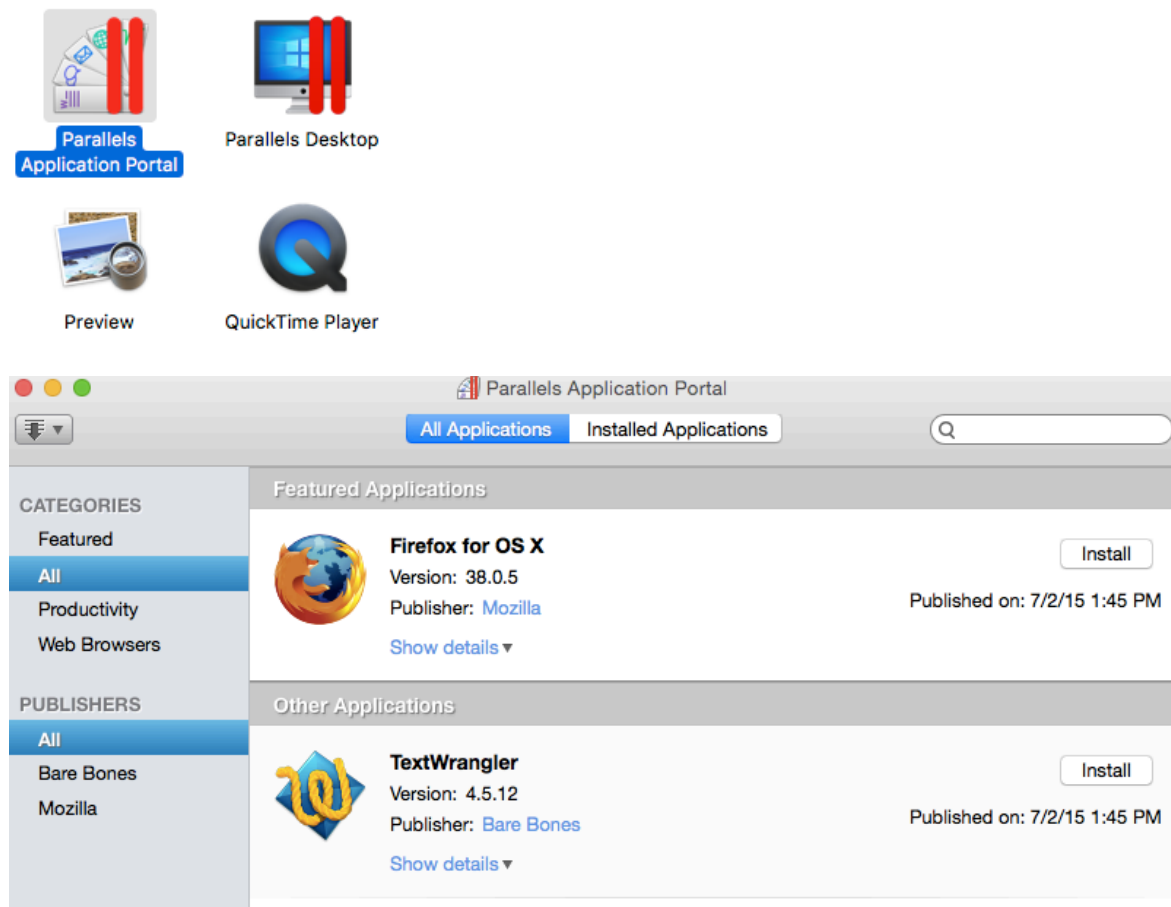 Parallels
Application Portal
Parallels Desktop
Preview
QuickTime Player
Parallels Application Portal
All Applications
Installed Applications
CATEGORIES
Featured
All
Productivity
Web Browsers
PUBLISHERS
All
Bare Bones
Mozilla
Featured Applications
Firefox for OS X
Version: 38.0.5
Publisher: Mozilla
Show details
Install
Published on: 7/2/15 1:45 PM
Other Applications
TextWrangler
Version: 4.5.12
Publisher: Bare Bones
Show details
Install
Published on: 7/2/15 1:45 PM